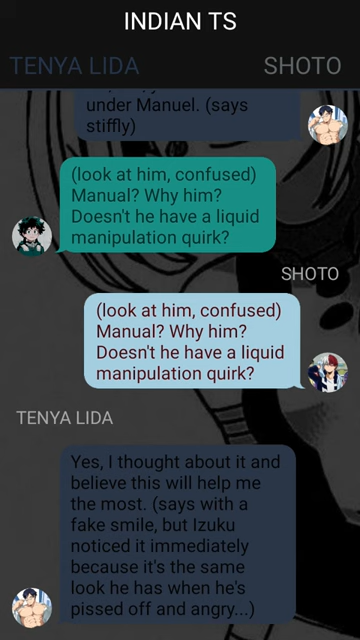 INDIAN TS
TENYA LIDA
SHOTO
under Manuel. (says
stiffly)
(look at him, confused)
Manual? Why him?
Doesn't he have a liquid
manipulation quirk?
SHOTO
(look at him, confused)
Manual? Why him?
Doesn't he have a liquid
manipulation quirk?
TENYA LIDA
Yes, I thought about it and
believe this will help me
the most. (says with a
fake smile, but Izuku
noticed it immediately
because it's the same
look he has when he's
pissed off and angry...)